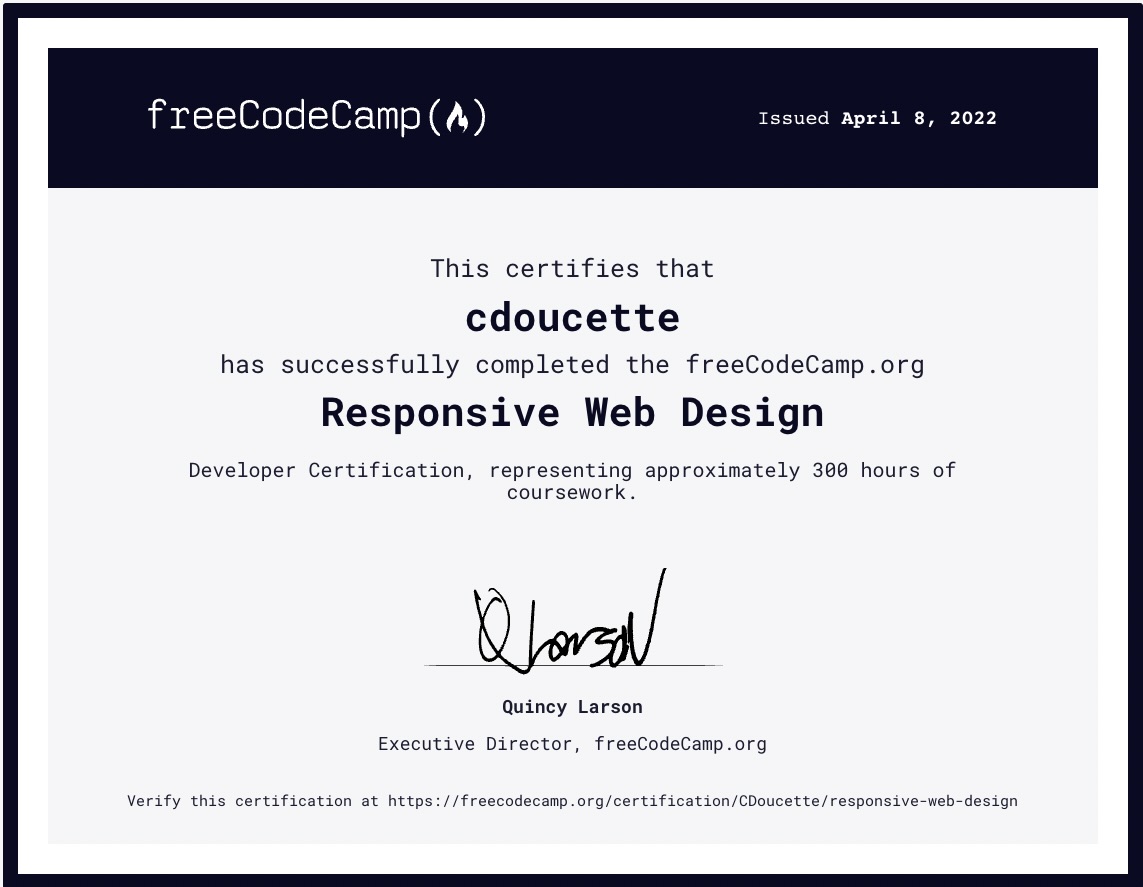 freeCodeCamp(🔥)
Issued April 8, 2022
This certifies that
cdoucette
has successfully completed the freeCodeCamp.org
Responsive Web Design
Developer Certification, representing approximately 300 hours of
coursework.
Q Larson
Quincy Larson
Executive Director, freeCodeCamp.org
Verify this certification at https://freecodecamp.org/certification/CDoucette/responsive-web-design